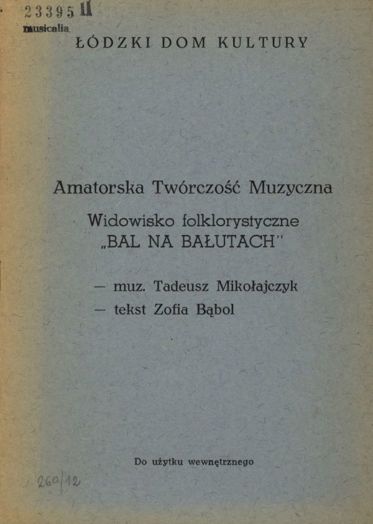 23395 II
musicalia
ŁÓDZKI DOM KULTURY
Amatorska Twórczość Muzyczna
Widowisko folklorystyczne
„BAL NA BAŁUTACH”
— muz. Tadeusz Mikołajczyk
— tekst Zofia Bąbol
Do użytku wewnętrznego
260/12